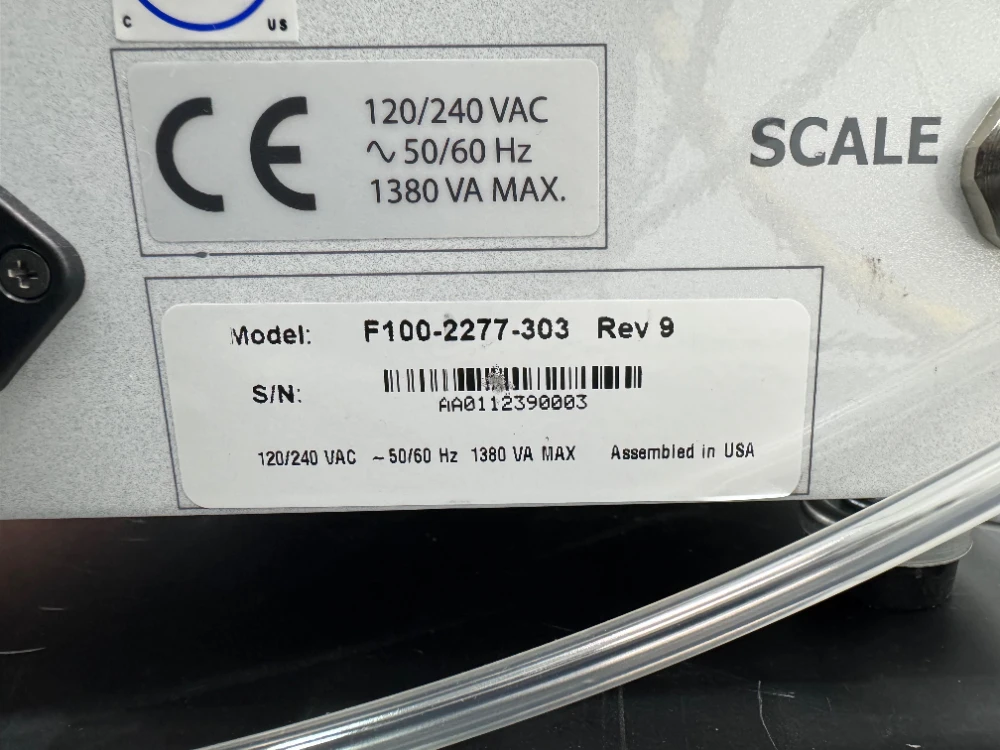 C US
CE
120/240 VAC
∿ 50/60 Hz
1380 VA MAX.
SCALE
Model: F100-2277-303 Rev 9
S/N:
AA0112390003
120/240 VAC ~ 50/60 Hz 1380 VA MAX Assembled in USA